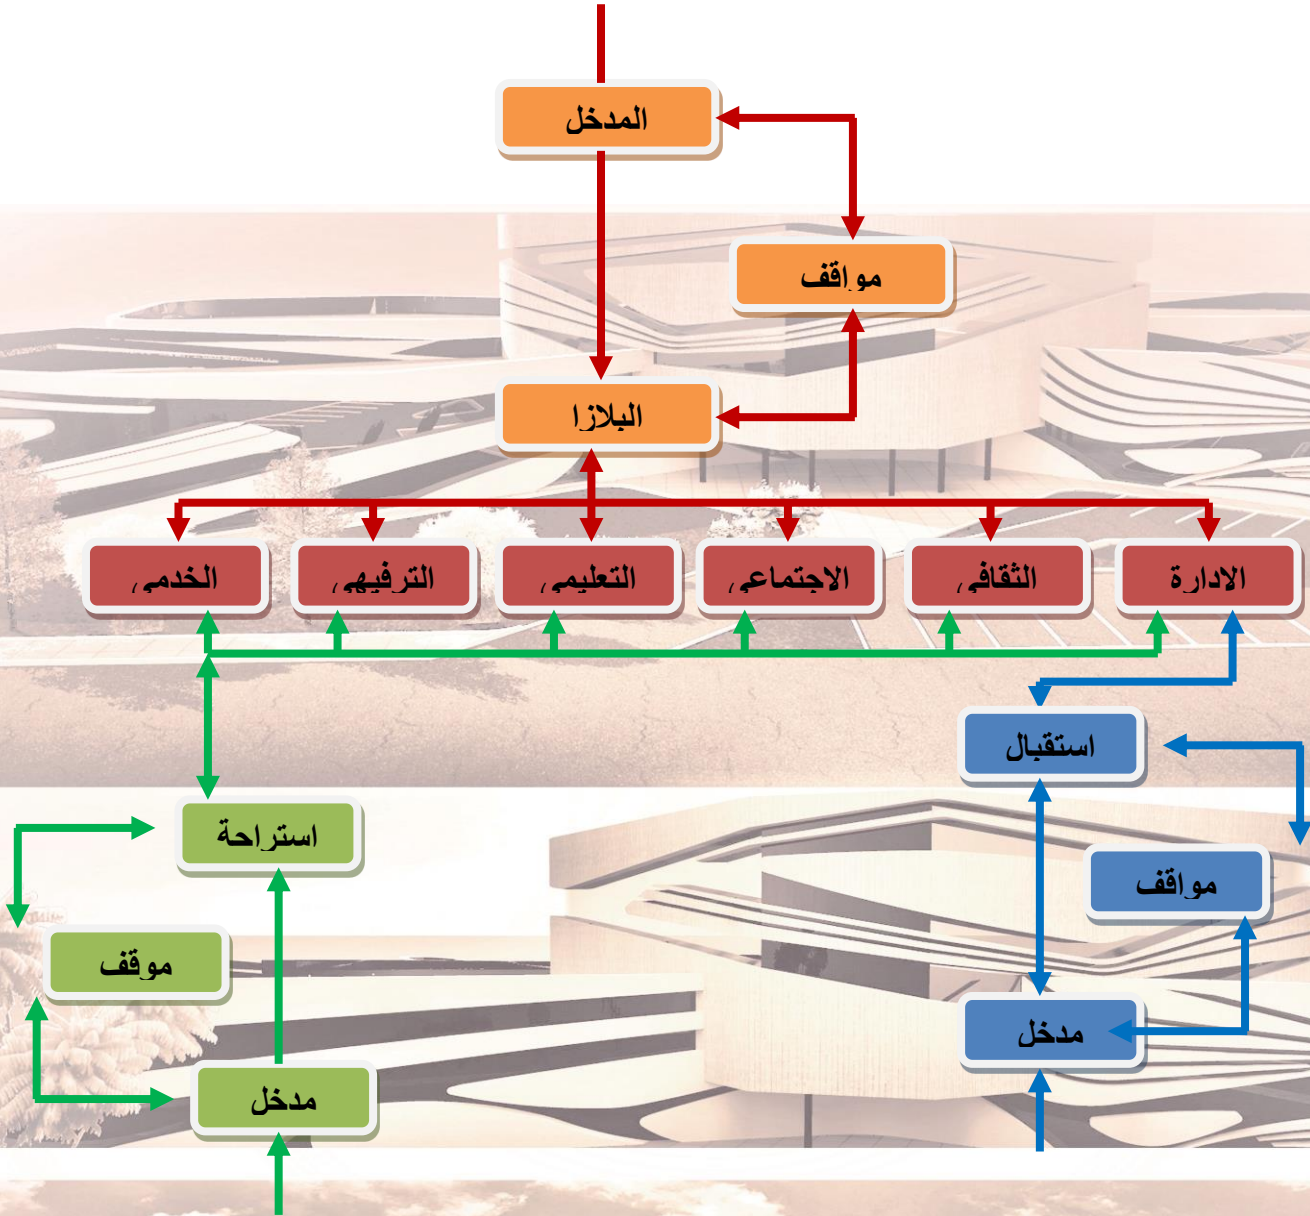 المدخل
مواقف
البلازا
الادارة
الثقافي
الاجتماعي
التعليمي
الترفيهي
الخدمي
استقبال
استراحة
مواقف
موقف
مدخل
مدخل